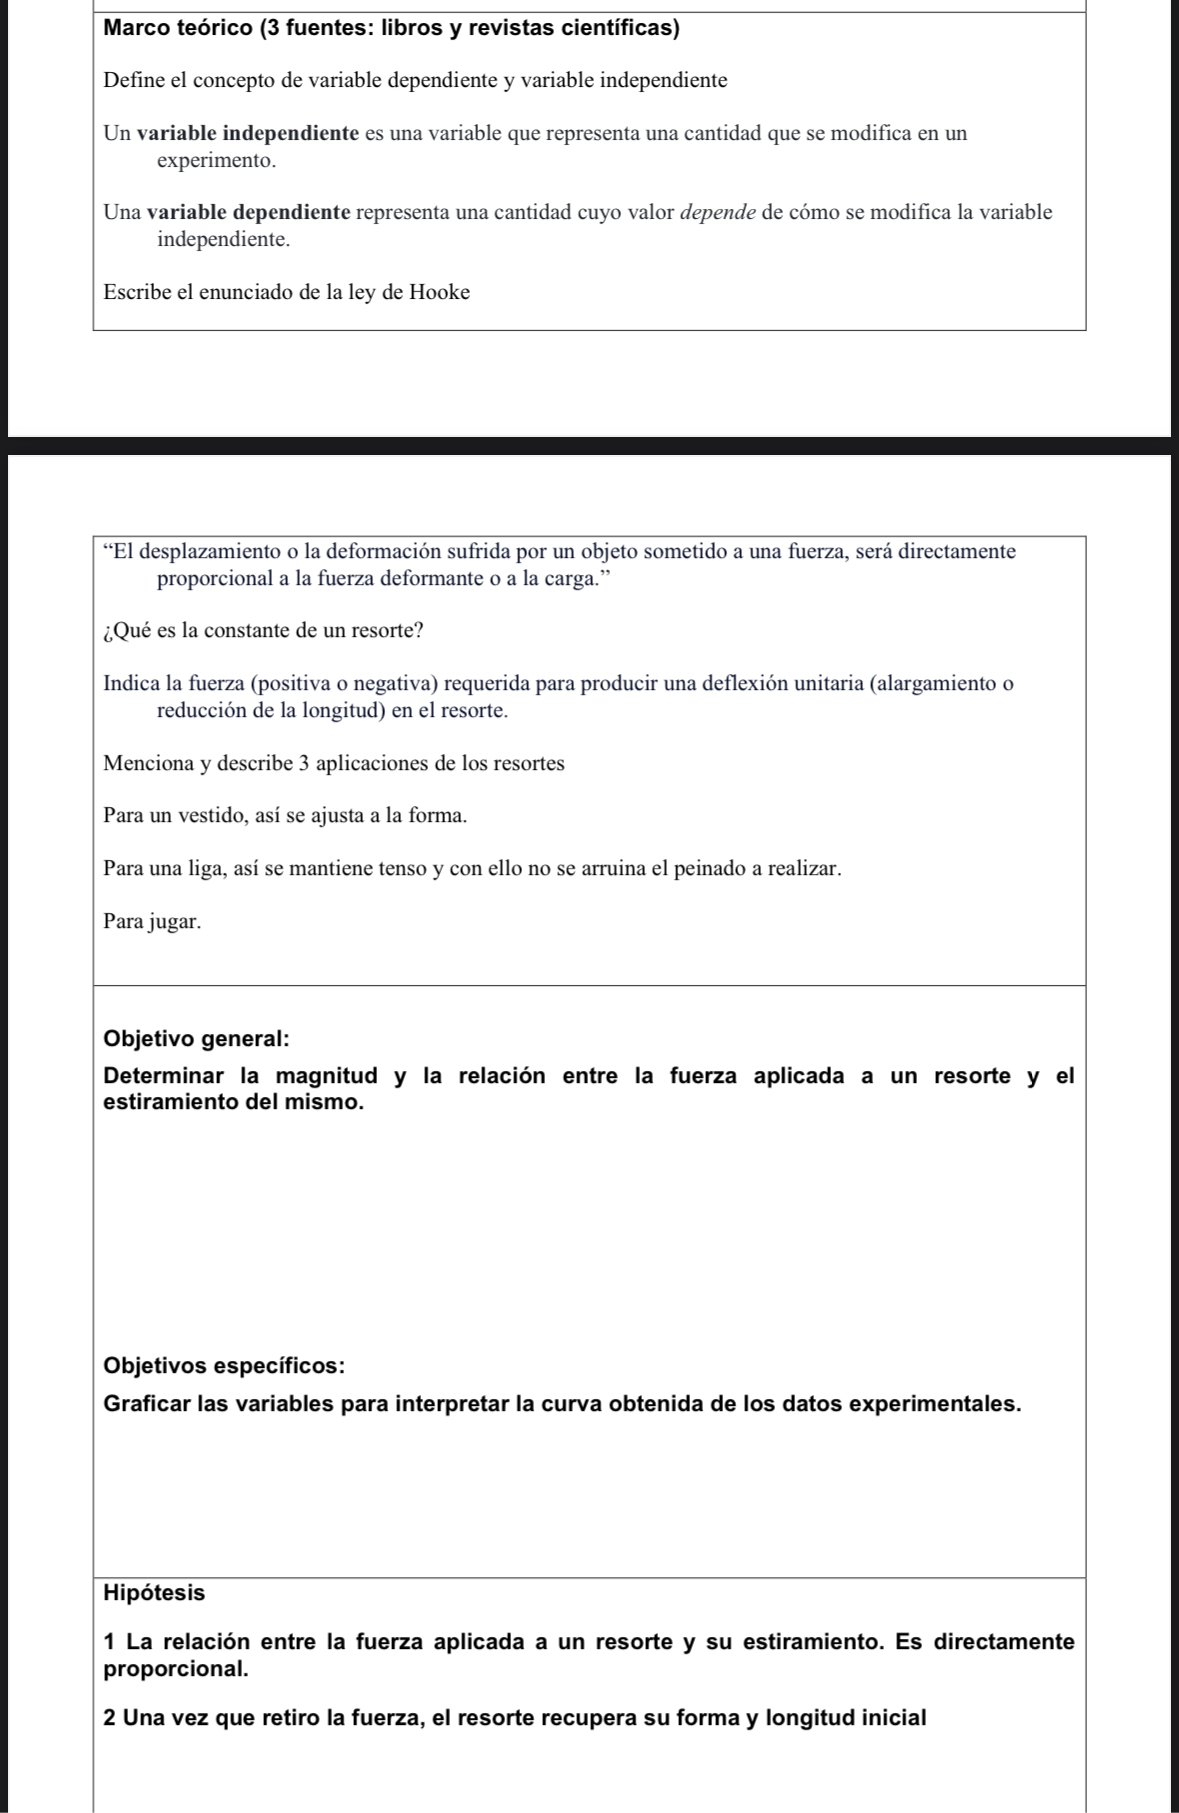 Marco teórico (3 fuentes: libros y revistas científicas)
Define el concepto de variable dependiente y variable independiente
Un variable independiente es una variable que representa una cantidad que se modifica en un
experimento.
Una variable dependiente representa una cantidad cuyo valor depende de cómo se modifica la variable
independiente.
Escribe el enunciado de la ley de Hooke
“El desplazamiento o la deformación sufrida por un objeto sometido a una fuerza, será directamente
proporcional a la fuerza deformante o a la carga.”
¿Qué es la constante de un resorte?
Indica la fuerza (positiva o negativa) requerida para producir una deflexión unitaria (alargamiento o
reducción de la longitud) en el resorte.
Menciona y describe 3 aplicaciones de los resortes
Para un vestido, así se ajusta a la forma.
Para una liga, así se mantiene tenso y con ello no se arruina el peinado a realizar.
Para jugar.
Objetivo general:
Determinar la magnitud y la relación entre la fuerza aplicada a un resorte y el
estiramiento del mismo.
Objetivos específicos:
Graficar las variables para interpretar la curva obtenida de los datos experimentales.
Hipótesis
1 La relación entre la fuerza aplicada a un resorte y su estiramiento. Es directamente
proporcional.
2 Una vez que retiro la fuerza, el resorte recupera su forma y longitud inicial